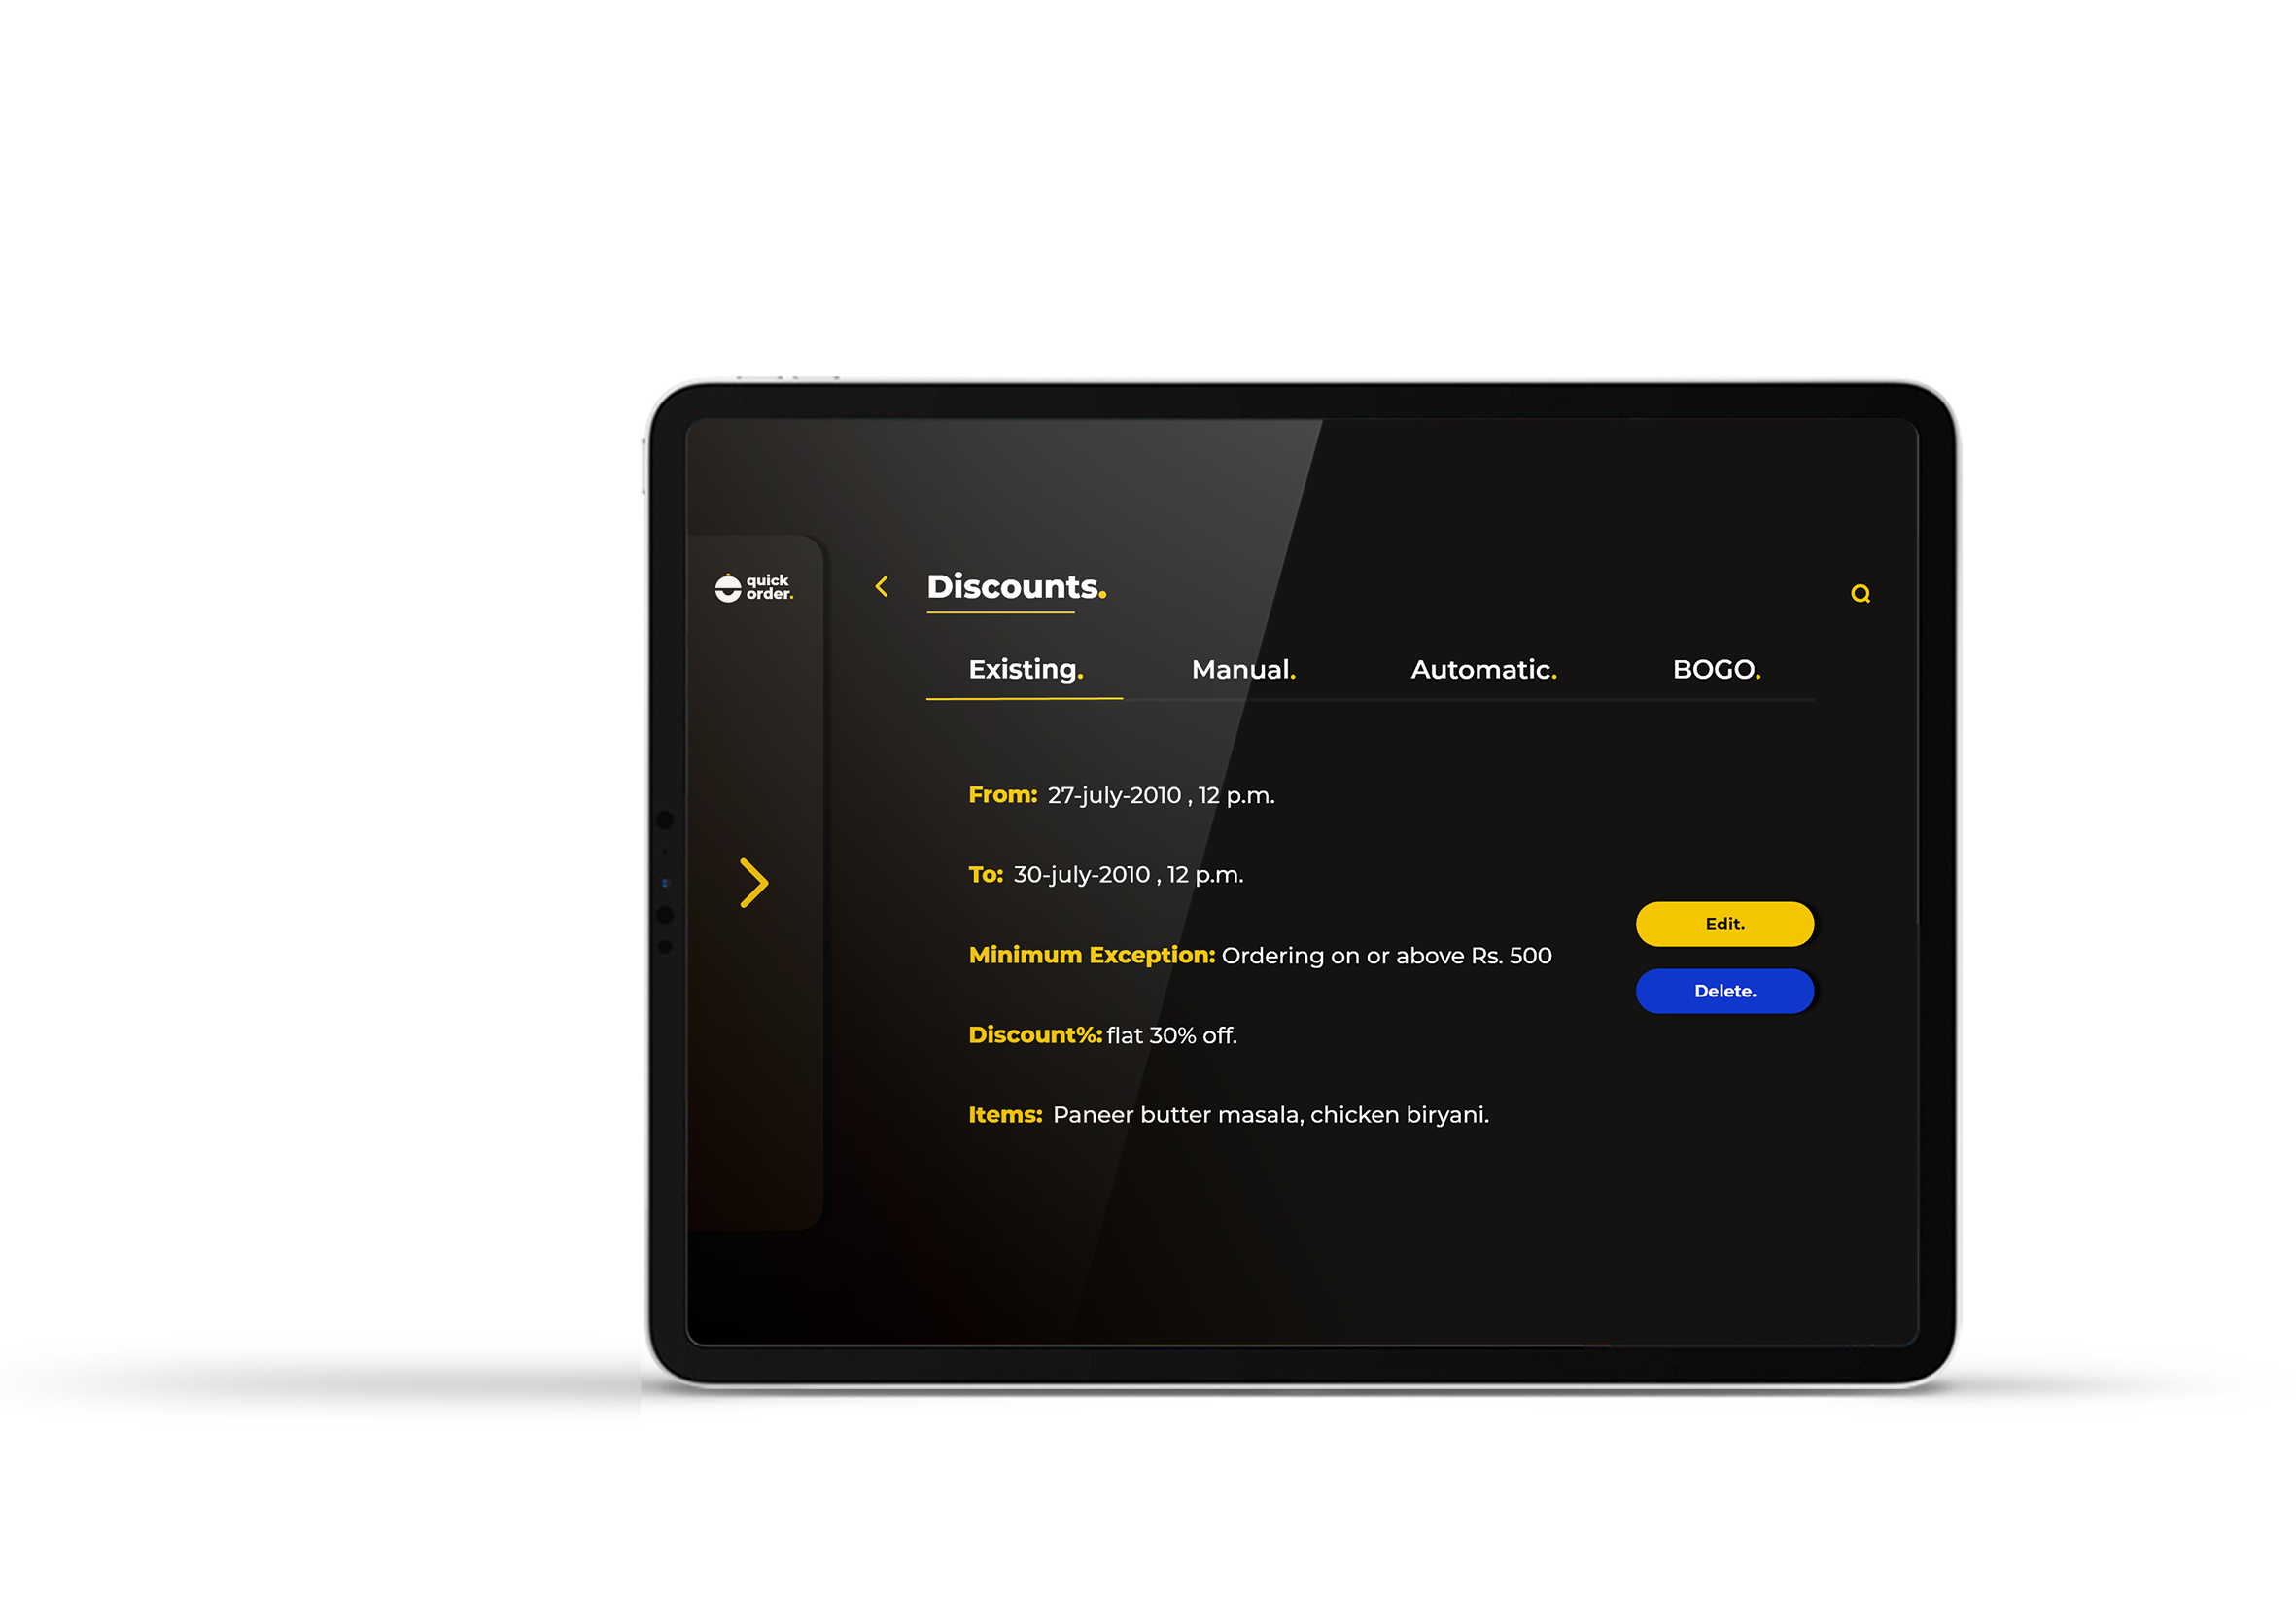 quick
order.
Discounts.
Existing.
Manual.
Automatic.
BOGO.
From: 27-july-2010 , 12 p.m.
To: 30-july-2010 , 12 p.m.
Minimum Exception: Ordering on or above Rs. 500
Edit.
Delete.
Discount%: flat 30% off.
Items: Paneer butter masala, chicken biryani.